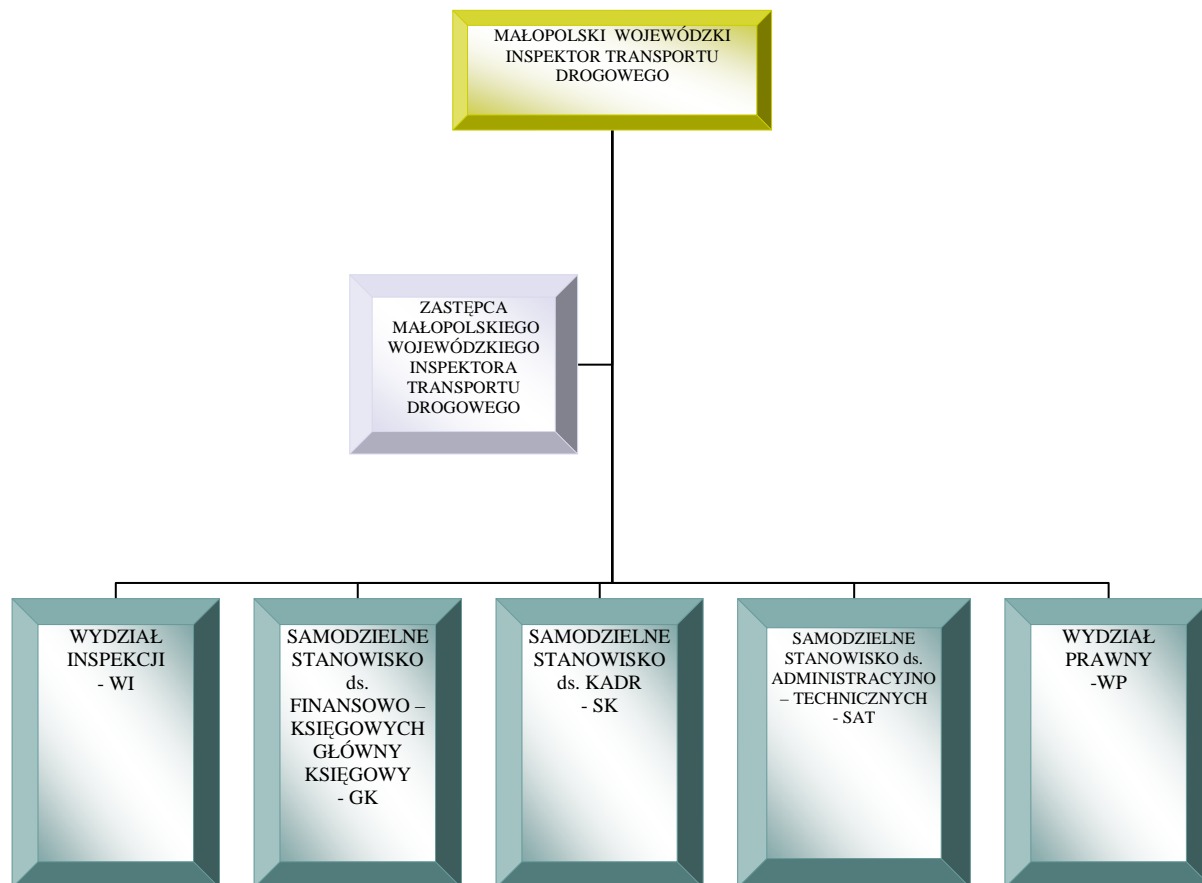 MAŁOPOLSKI WOJEWÓDZKI
INSPEKTOR TRANSPORTU
DROGOWEGO
ZASTĘPCA
MAŁOPOLSKIEGO
WOJEWÓDZKIEGO
INSPEKTORA
TRANSPORTU
DROGOWEGO
WYDZIAŁ
INSPEKCJI
- WI
SAMODZIELNE
STANOWISKO
ds.
FINANSOWO –
KSIĘGOWYCH
GŁÓWNY
KSIĘGOWY
- GK
SAMODZIELNE
STANOWISKO
ds. KADR
- SK
SAMODZIELNE
STANOWISKO ds.
ADMINISTRACYJNO
– TECHNICZNYCH
- SAT
WYDZIAŁ
PRAWNY
-WP